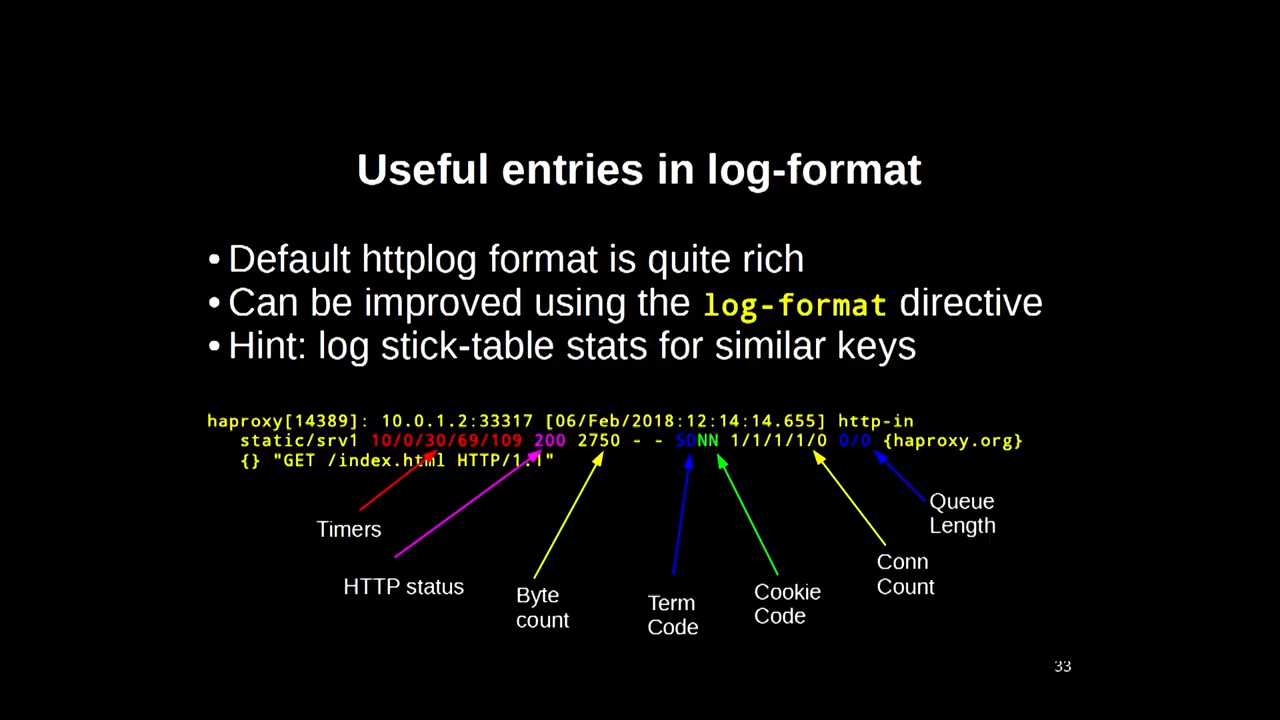 Useful entries in log-format
• Default httplog format is quite rich
• Can be improved using the log-format directive
• Hint: log stick-table stats for similar keys
haproxy[14389]: 10.0.1.2:33317 [06/Feb/2018:12:14:14.655] http-in
static/srv1 10/0/30/69/109 200 2750 - - SDNN 1/1/1/1/0 0/0 {haproxy.org}
{} "GET /index.html HTTP/1.1"
Timers
HTTP status
Byte
count
Term
Code
Cookie
Code
Conn
Count
Queue
Length
33